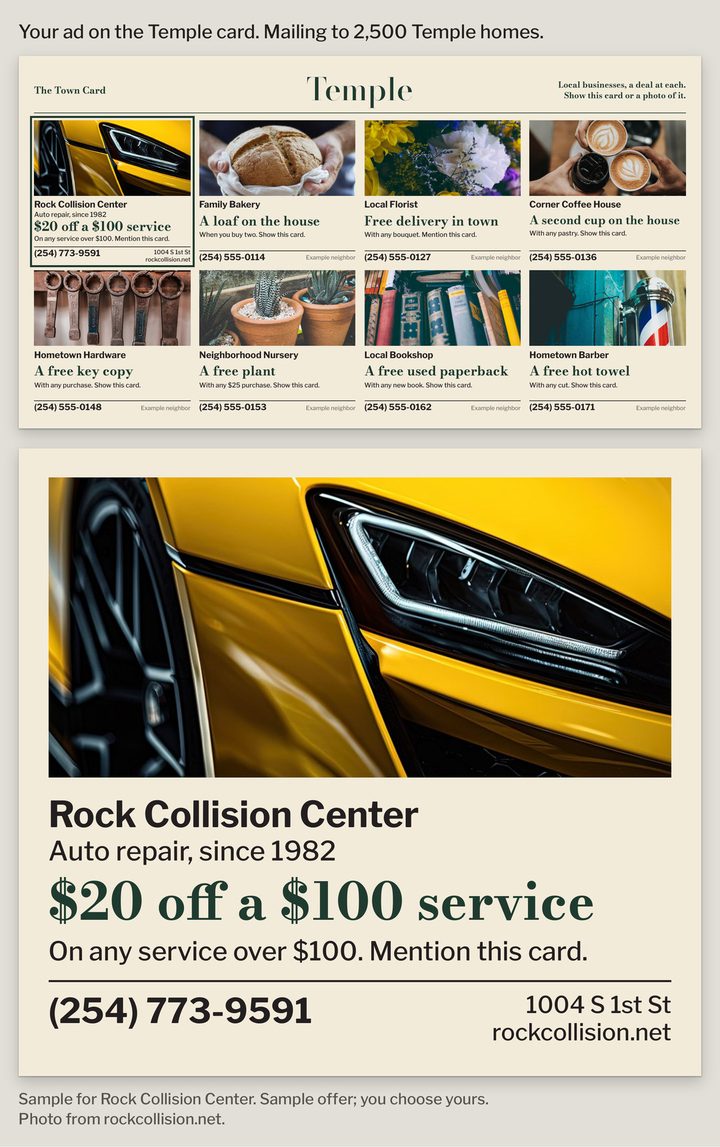 Your ad on the Temple card. Mailing to 2,500 Temple homes.
The Town Card
Temple
Local businesses, a deal at each.
Show this card or a photo of it.
Rock Collision Center
Auto repair, since 1982
$20 off a $100 service
On any service over $100. Mention this card.
(254) 773-9591
1004 S 1st St
rockcollision.net
Family Bakery
A loaf on the house
When you buy two. Show this card.
(254) 555-0114
Example neighbor
Local Florist
Free delivery in town
With any bouquet. Mention this card.
(254) 555-0127
Example neighbor
Corner Coffee House
A second cup on the house
With any pastry. Show this card.
(254) 555-0136
Example neighbor
Hometown Hardware
A free key copy
With any purchase. Show this card.
(254) 555-0148
Example neighbor
Neighborhood Nursery
A free plant
With any $25 purchase. Show this card.
(254) 555-0153
Example neighbor
Local Bookshop
A free used paperback
With any new book. Show this card.
(254) 555-0162
Example neighbor
Hometown Barber
A free hot towel
With any cut. Show this card.
(254) 555-0171
Example neighbor
Rock Collision Center
Auto repair, since 1982
$20 off a $100 service
On any service over $100. Mention this card.
(254) 773-9591
1004 S 1st St
rockcollision.net
Sample for Rock Collision Center. Sample offer; you choose yours.
Photo from rockcollision.net.